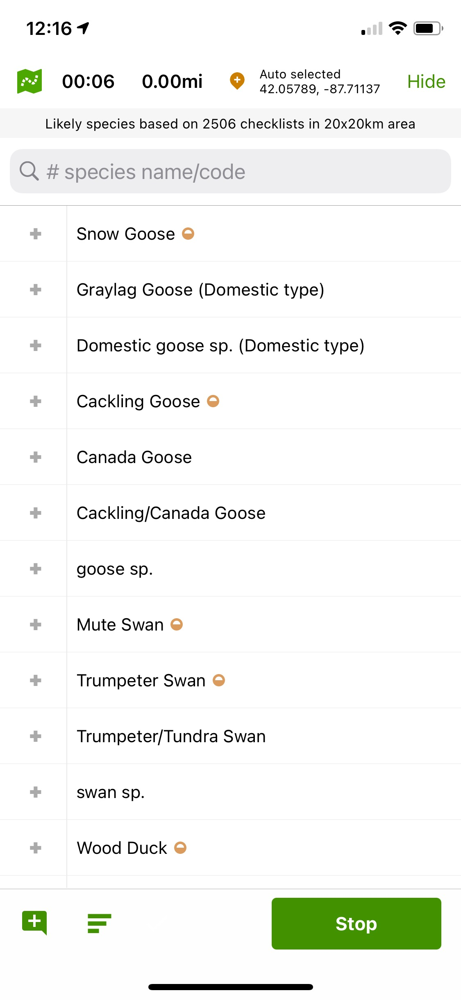 12:16
00:06 0.00mi Auto selected Hide
42.05789, -87.71137
Likely species based on 2506 checklists in 20x20km area
# species name/code
Snow Goose
Graylag Goose (Domestic type)
Domestic goose sp. (Domestic type)
Cackling Goose
Canada Goose
Cackling/Canada Goose
goose sp.
Mute Swan
Trumpeter Swan
Trumpeter/Tundra Swan
swan sp.
Wood Duck
Stop